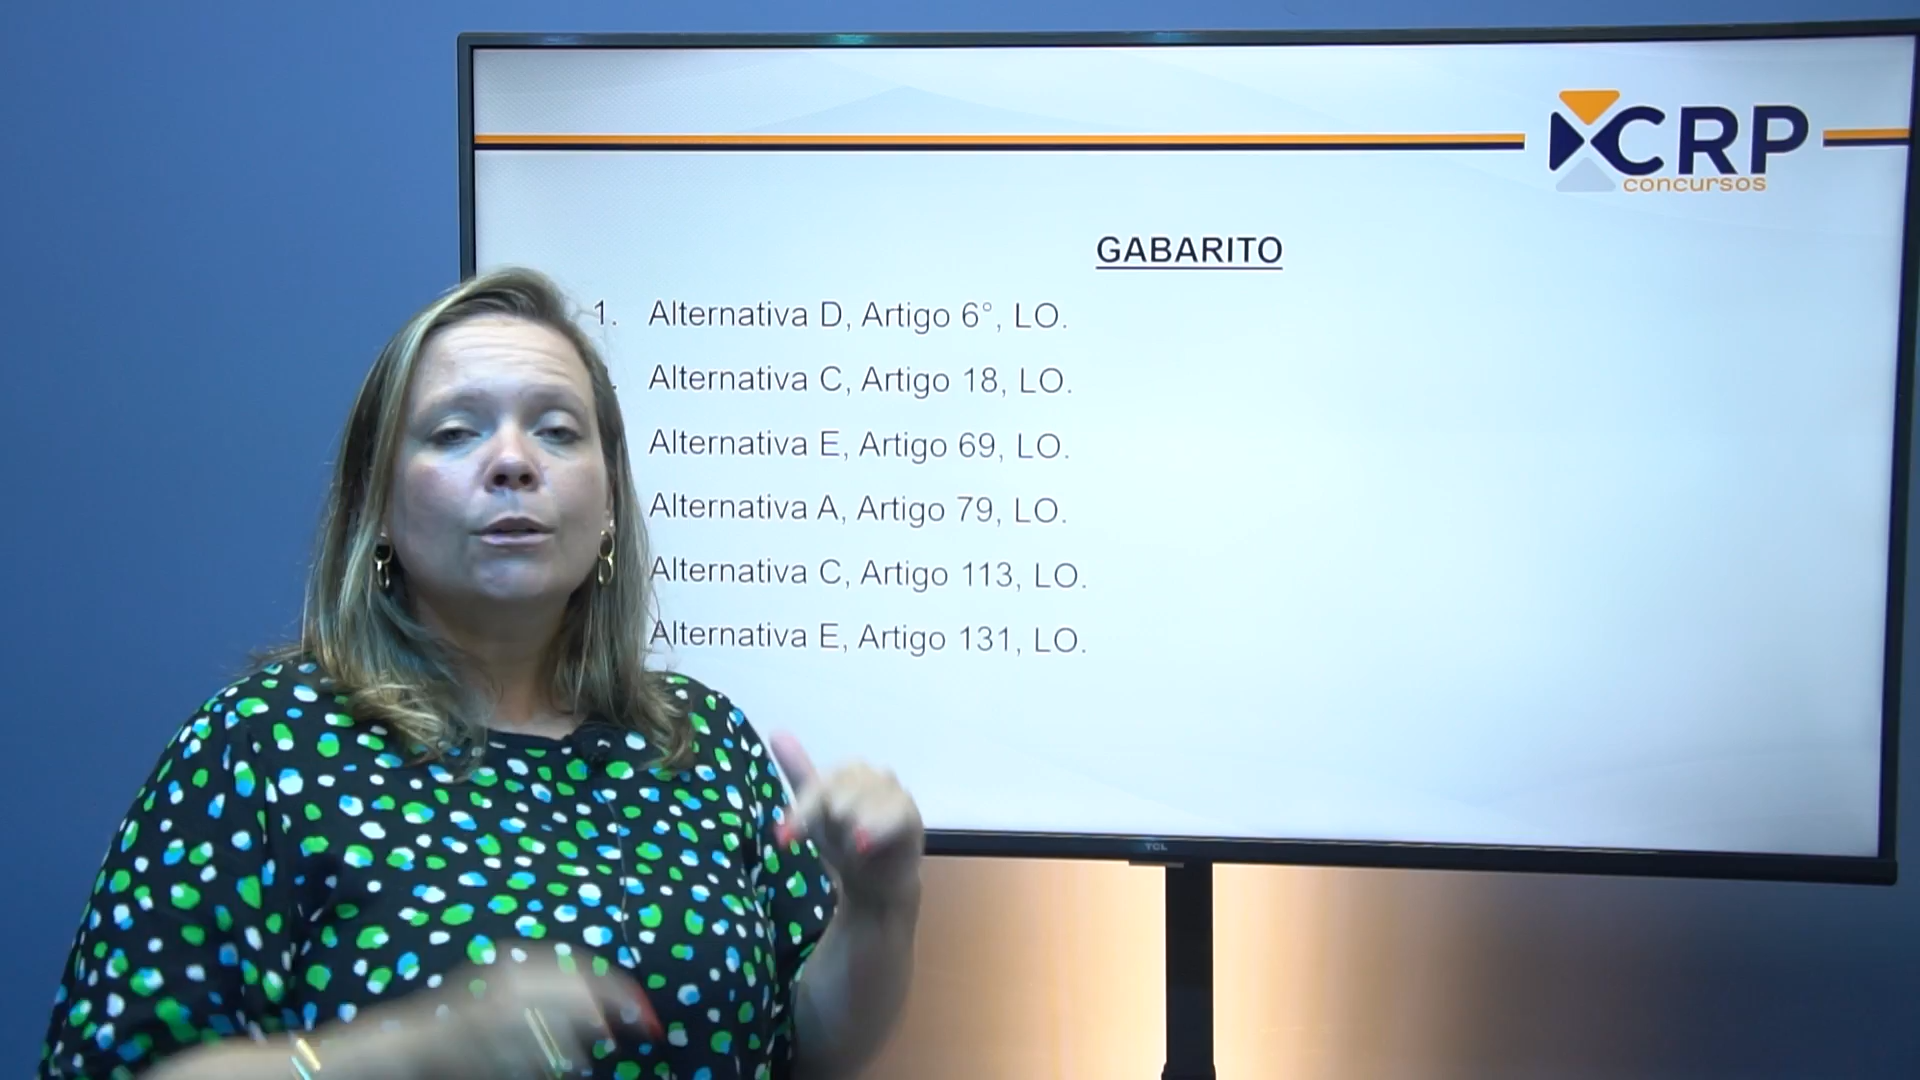 CRP
concursos
GABARITO
1. Alternativa D, Artigo 6°, LO.
Alternativa C, Artigo 18, LO.
Alternativa E, Artigo 69, LO.
Alternativa A, Artigo 79, LO.
Alternativa C, Artigo 113, LO.
Alternativa E, Artigo 131, LO.
TCL